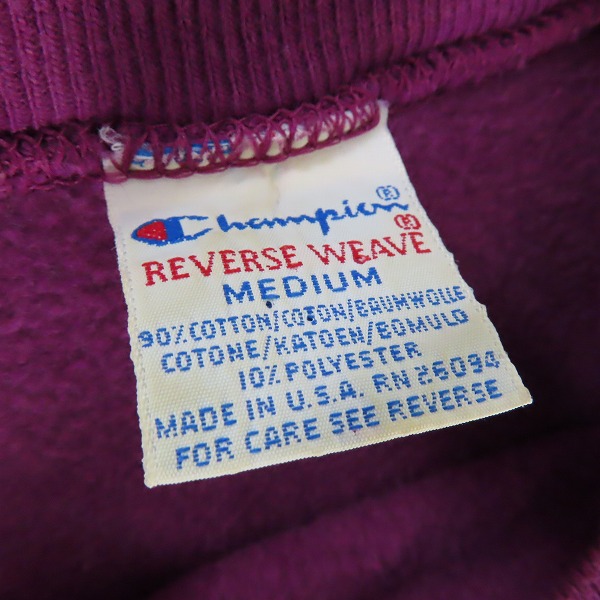 Champion®
REVERSE WEAVE®
MEDIUM
90% COTTON/COTON/BAUMWOLLE
COTONE/KATOEN/BOMULD
10% POLYESTER
MADE IN U.S.A. RN 26094
FOR CARE SEE REVERSE